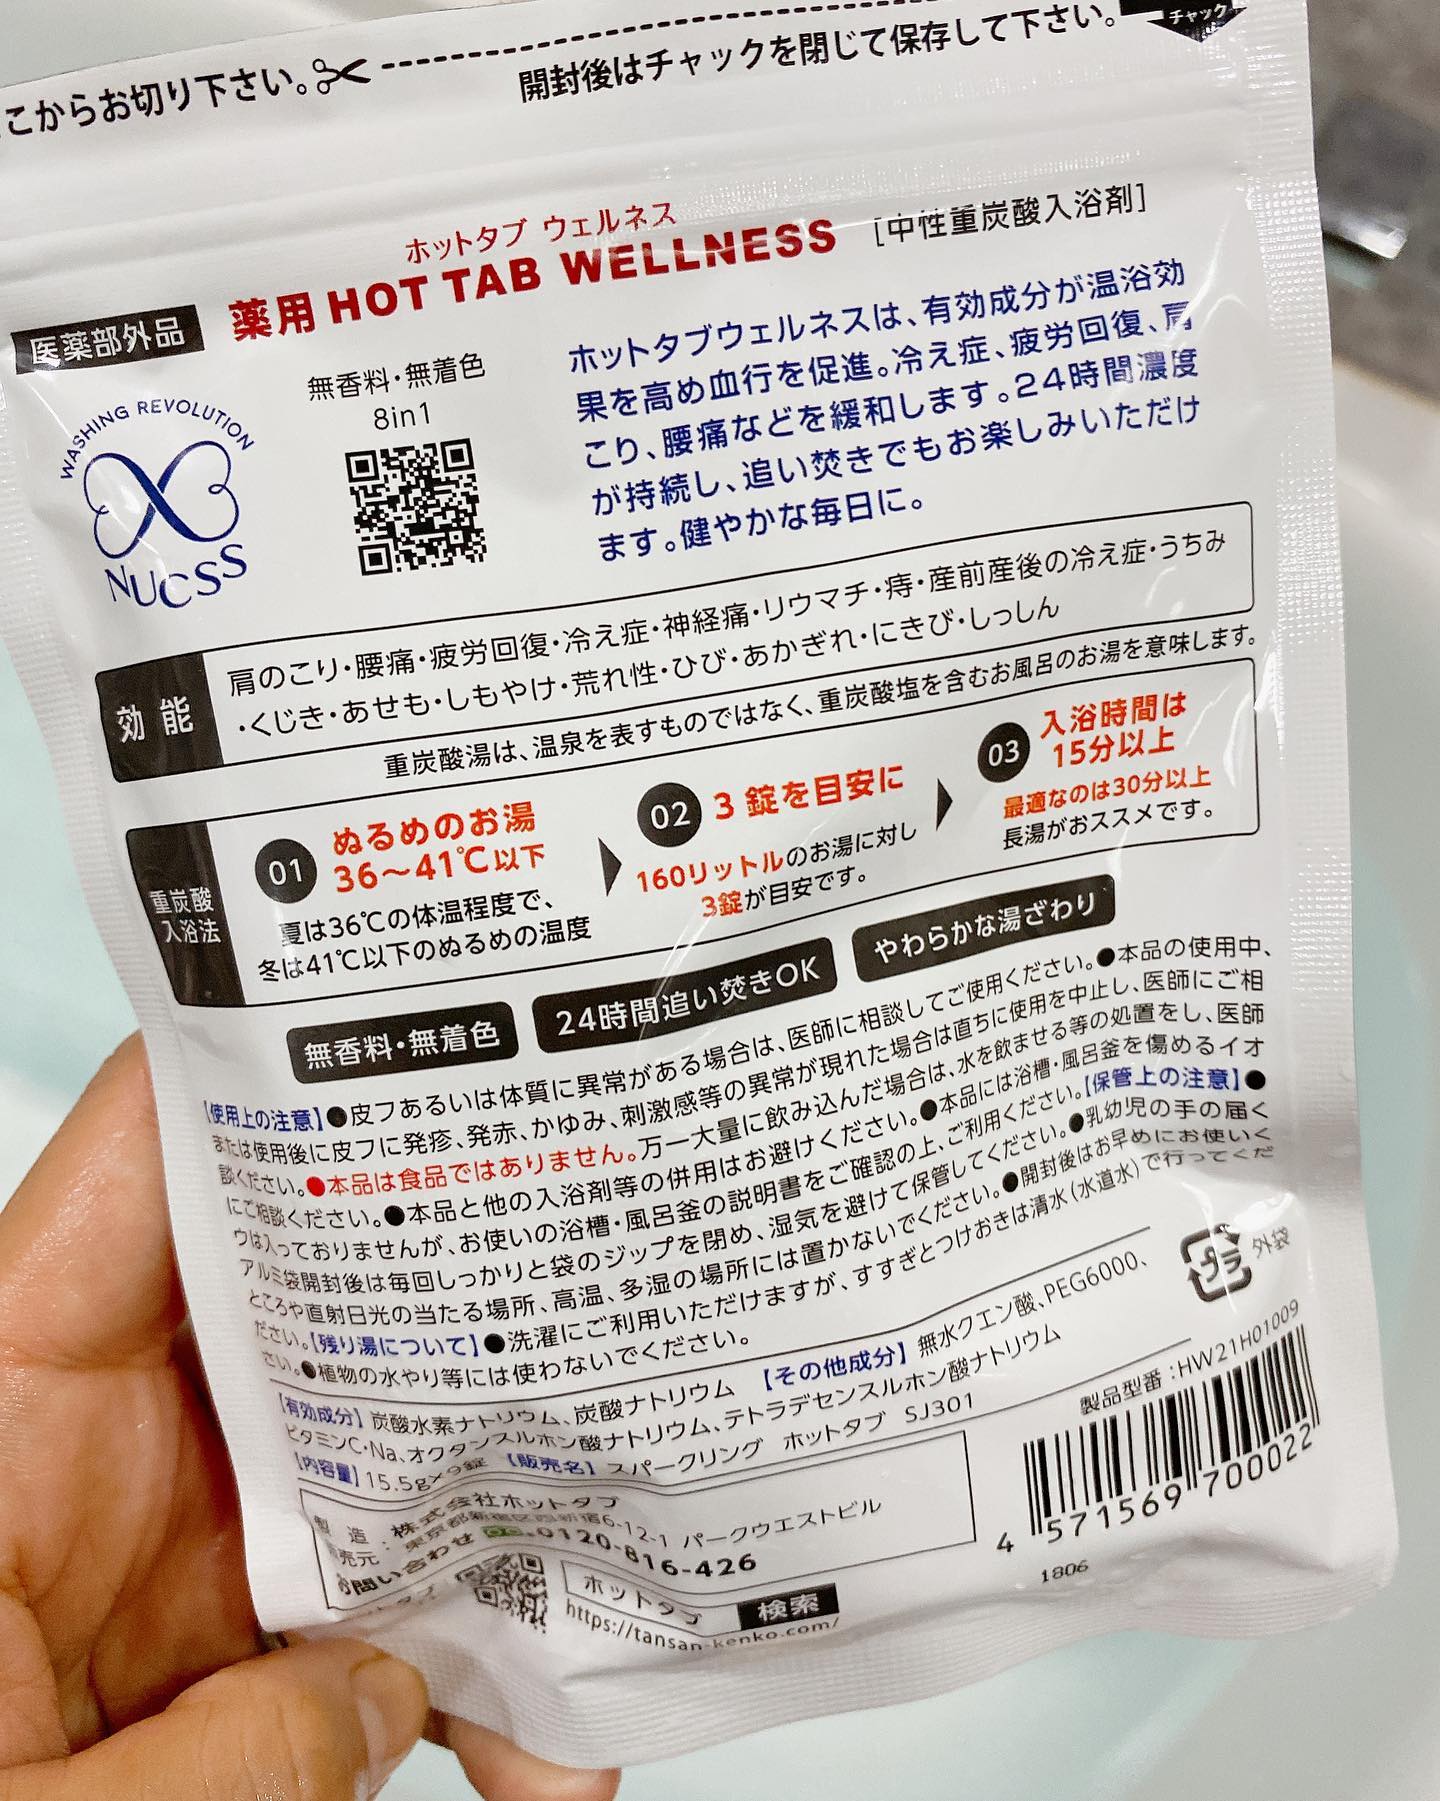 こからお切り下さい。
開封後はチャックを閉じて保存して下さい。
チャック
ホットタブ ウェルネス
医薬部外品
薬用 HOT TAB WELLNESS [中性重炭酸入浴剤]
WASHING REVOLUTION
NUCSS
無香料・無着色
8in1
ホットタブウェルネスは、有効成分が温浴効
果を高め血行を促進。冷え症、疲労回復、肩
こり、腰痛などを緩和します。24時間濃度
が持続し、追い焚きでもお楽しみいただけ
ます。健やかな毎日に。
効能
肩のこり・腰痛・疲労回復・冷え症・神経痛・リウマチ・痔・産前産後の冷え症・うちみ
・くじき・あせも・しもやけ・荒れ性・ひび・あかぎれ・にきび・しっしん
重炭酸湯は、温泉を表すものではなく、重炭酸塩を含むお風呂のお湯を意味します。
重炭酸
入浴法
01 ぬるめのお湯
36～41℃以下
夏は36℃の体温程度で、
冬は41℃以下のぬるめの温度
02 3錠を目安に
160リットルのお湯に対し
3錠が目安です。
03 入浴時間は
15分以上
最適なのは30分以上
長湯がおススメです。
無香料・無着色
24時間追い焚きOK
やわらかな湯ざわり
【使用上の注意】●皮フあるいは体質に異常がある場合は、医師に相談してご使用ください。●本品の使用中、
または使用後に皮フに発疹、発赤、かゆみ、刺激感等の異常が現れた場合は直ちに使用を中止し、医師にご相
談ください。●本品は食品ではありません。万一大量に飲み込んだ場合は、水を飲ませる等の処置をし、医師
にご相談ください。●本品と他の入浴剤等の併用はお避けください。●本品には浴槽・風呂釜を傷めるイオ
ウは入っておりませんが、お使いの浴槽・風呂釜の説明書をご確認の上、ご利用ください。【保管上の注意】●
アルミ袋開封後は毎回しっかりと袋のジップを閉め、湿気を避けて保管してください。●乳幼児の手の届く
ところや直射日光の当たる場所、高温、多湿の場所には置かないでください。●開封後はお早めにお使いく
ださい。【残り湯について】●洗濯にご利用いただけますが、すすぎとつけおきは清水(水道水)で行ってくだ
さい。●植物の水やり等には使わないでください。
プラ
外袋
【有効成分】炭酸水素ナトリウム、炭酸ナトリウム 【その他成分】無水クエン酸、PEG6000、
ビタミンC・Na、オクタンスルホン酸ナトリウム、テトラデセンスルホン酸ナトリウム
【内容量】15.5g×9錠 【販売名】スパークリング ホットタブ SJ301
製品型番:HW21H01009
4 571569 700022
1806
製 造
売元 : 株式会社ホットタブ
東京都新宿区西新宿6-12-1 パークウエストビル
お問い合わせ 0120-816-426
ホットタブ 検索
https://tansan-kenko.com/